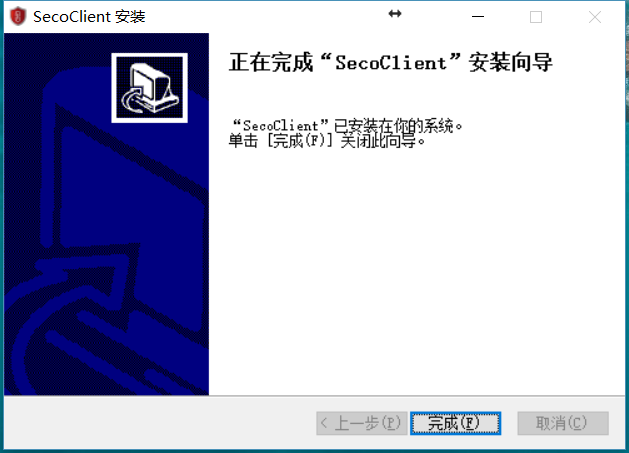 SecoClient 安装
正在完成“SecoClient”安装向导
“SecoClient”已安装在你的系统。
单击 [完成(F)] 关闭此向导。
< 上一步(P)
完成(F)
取消(C)